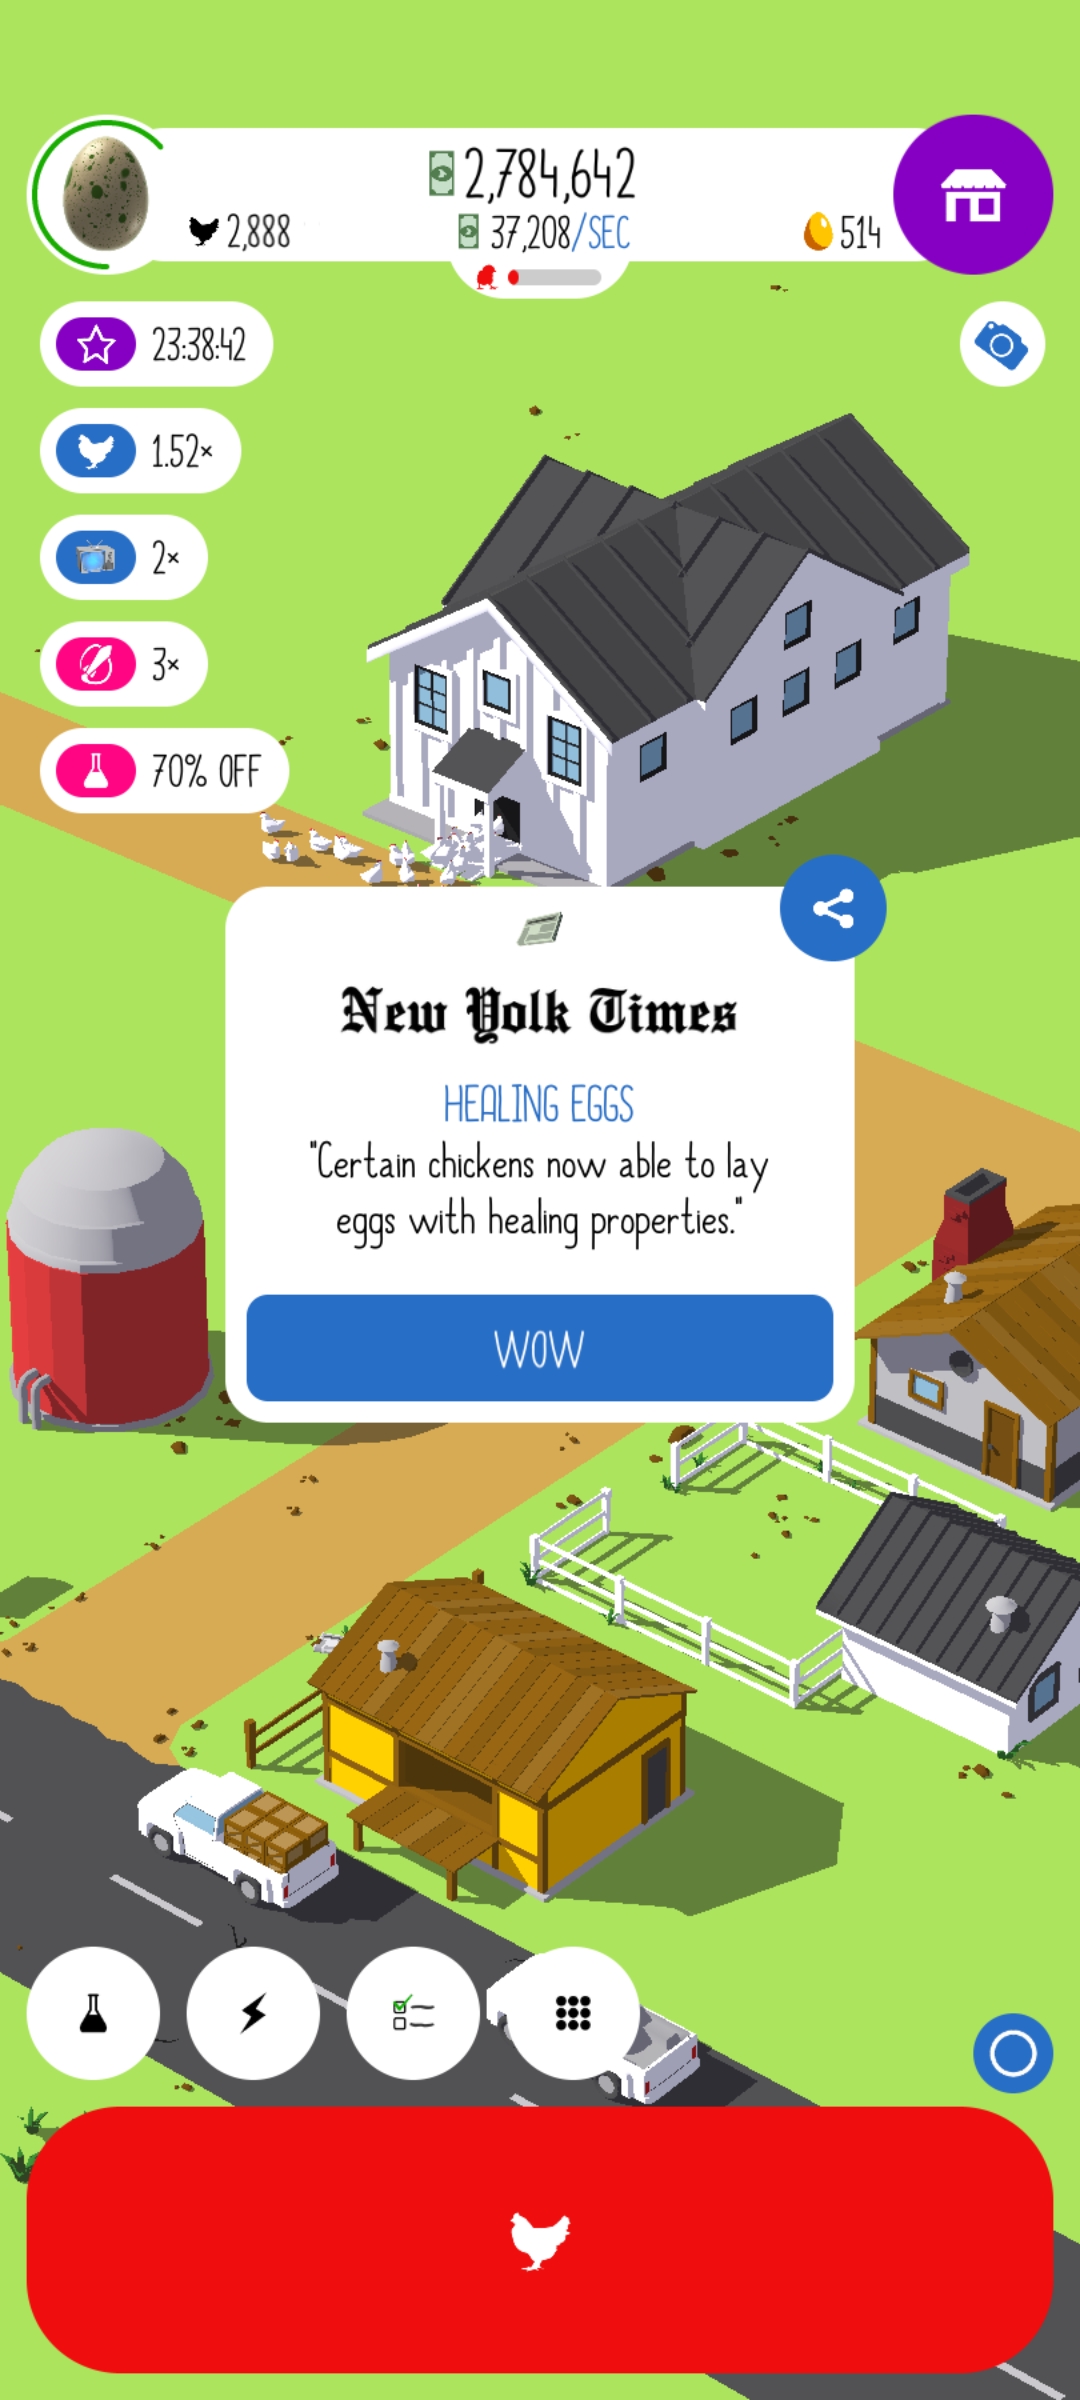 2,784,642
2,888
37,208/SEC
514
23:38:42
1.52×
2×
3×
70% OFF
New Yolk Times
HEALING EGGS
"Certain chickens now able to lay
eggs with healing properties."
WOW